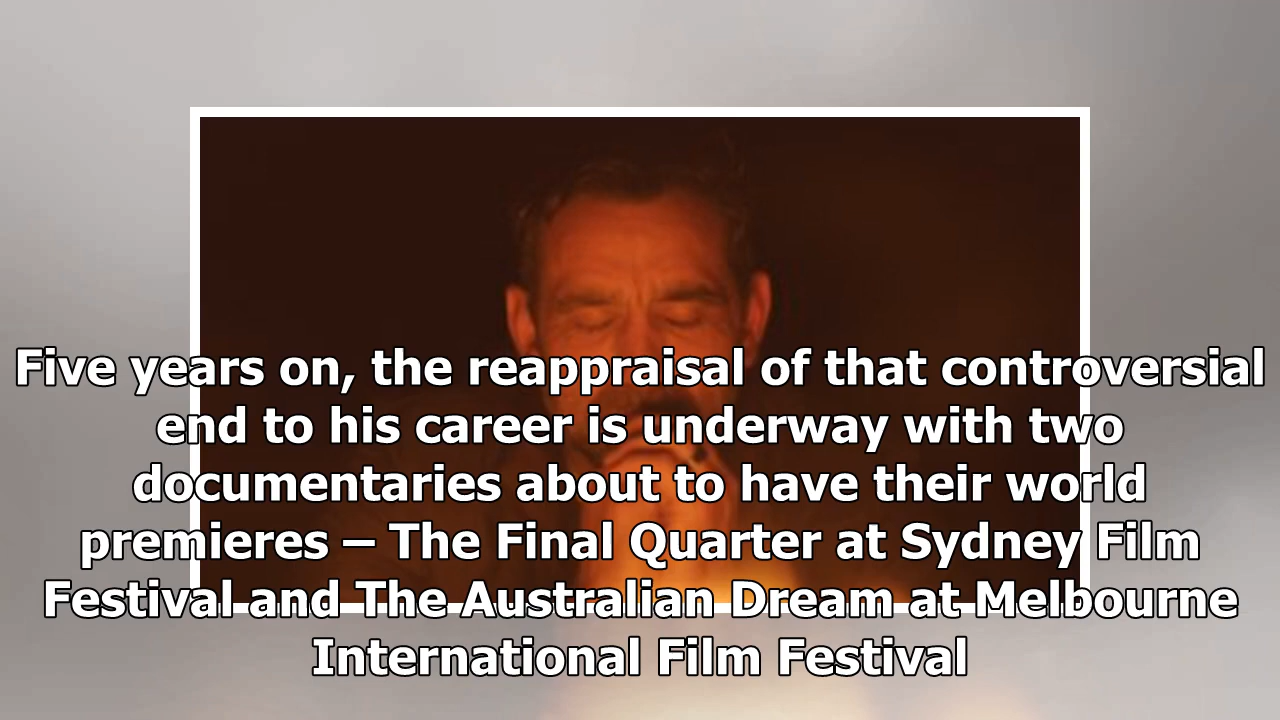 Five years on, the reappraisal of that controversial
end to his career is underway with two
documentaries about to have their world
premieres – The Final Quarter at Sydney Film
Festival and The Australian Dream at Melbourne
International Film Festival